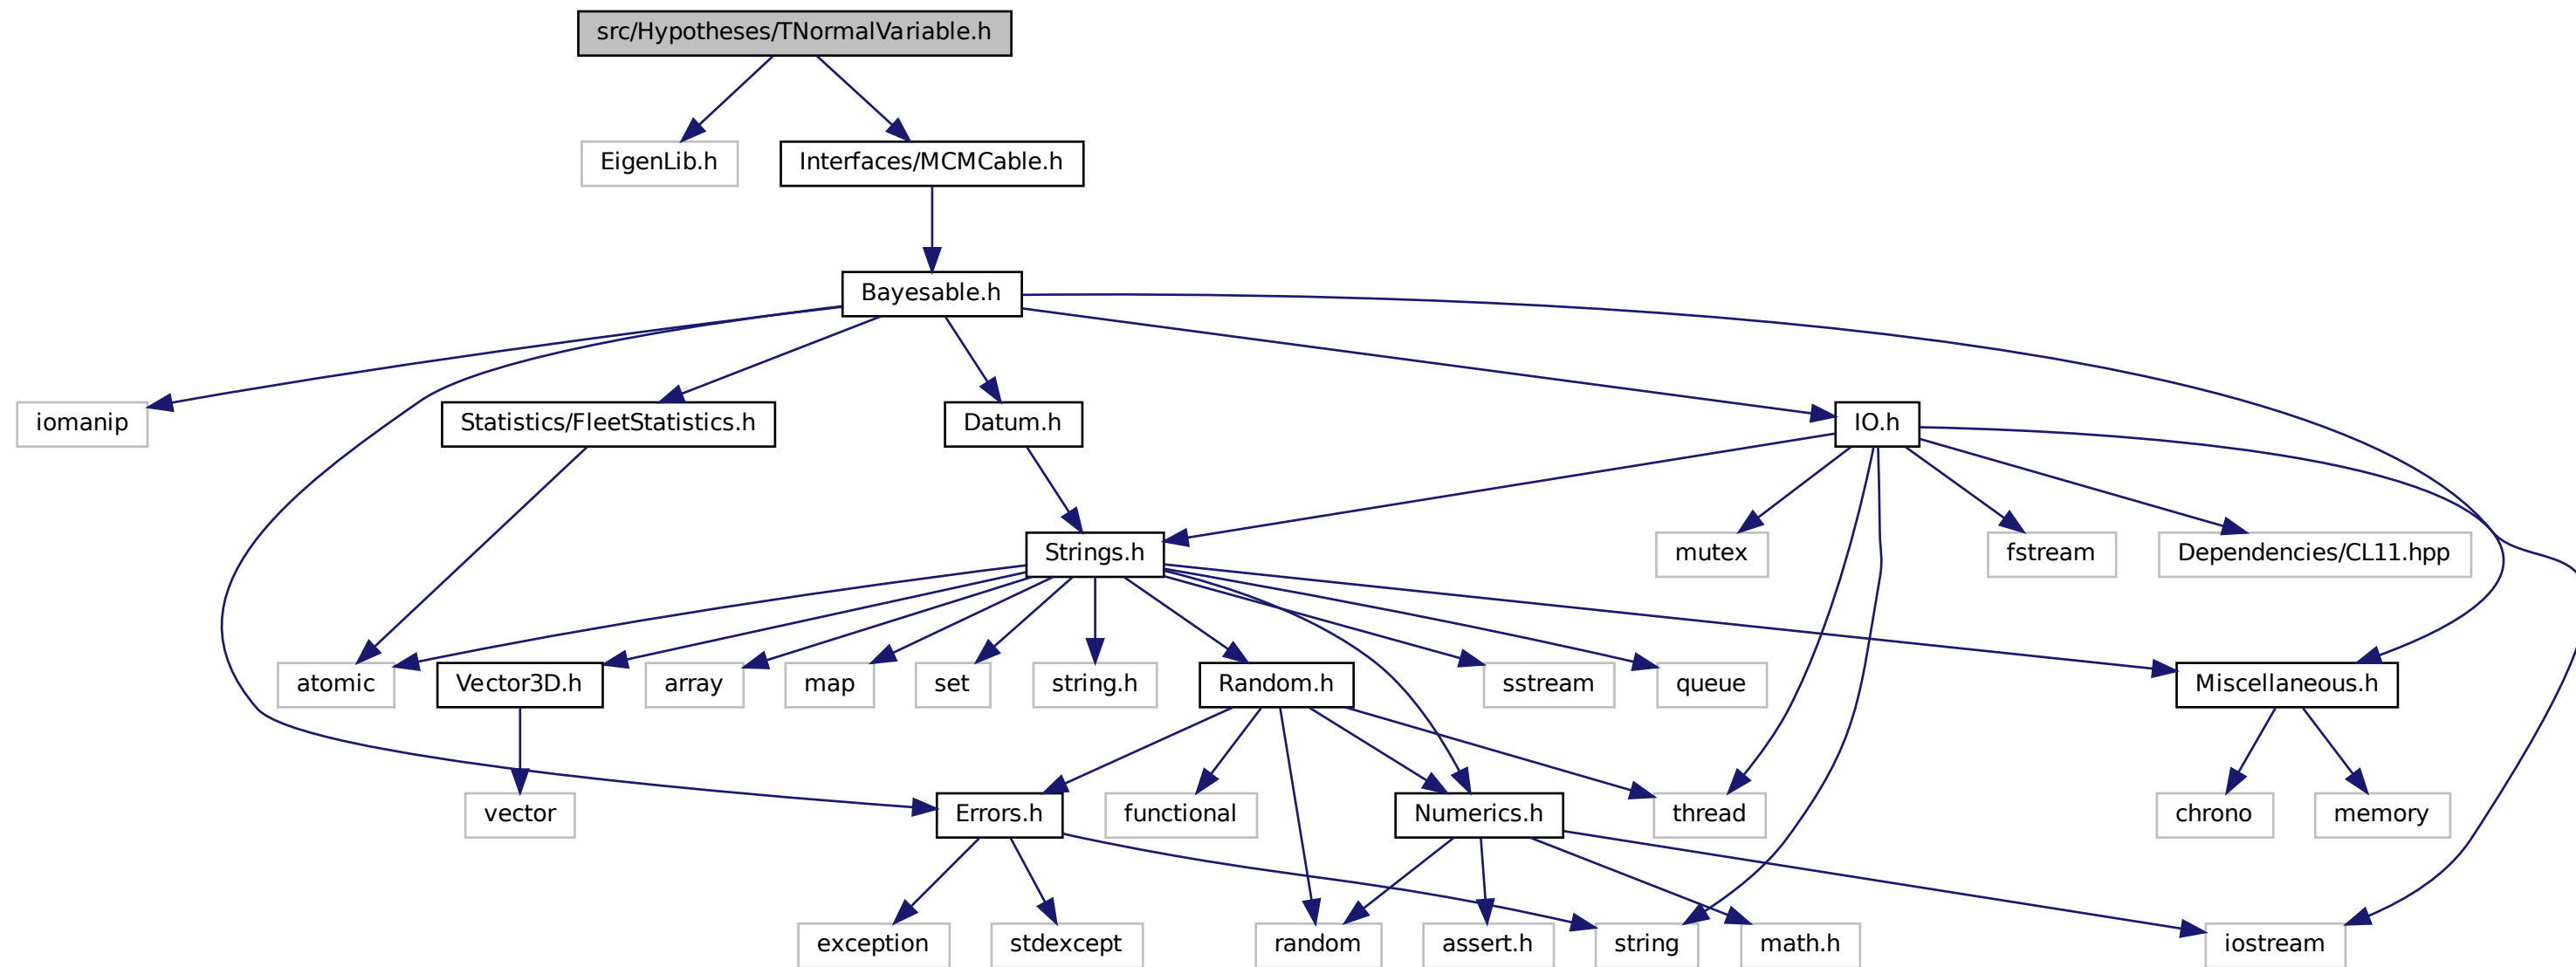 src/Hypotheses/TNormalVariable.h
EigenLib.h
Interfaces/MCMCable.h
Bayesable.h
iomanip
Statistics/FleetStatistics.h
Datum.h
IO.h
Strings.h
mutex
fstream
Dependencies/CL11.hpp
atomic
Vector3D.h
array
map
set
string.h
Random.h
sstream
queue
Miscellaneous.h
vector
Errors.h
functional
Numerics.h
thread
chrono
memory
exception
stdexcept
random
assert.h
string
math.h
iostream